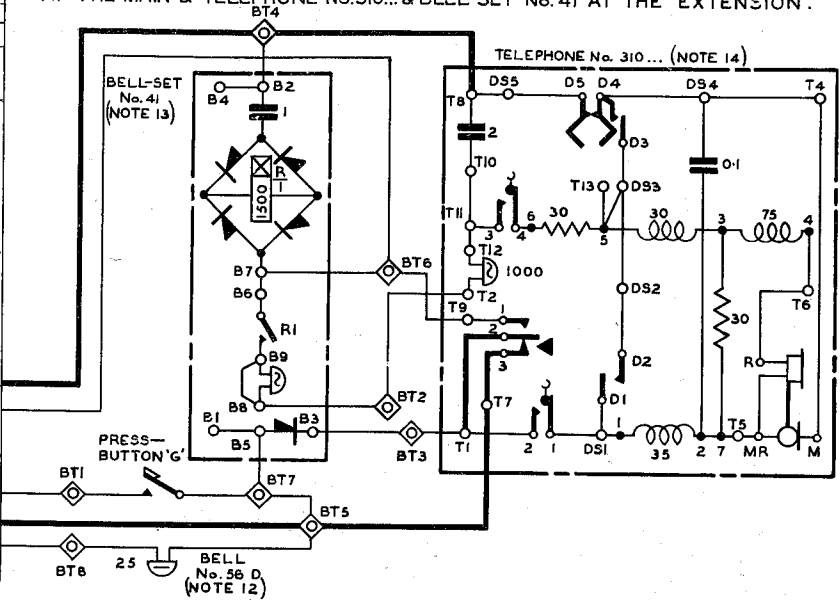 THE MAIN & TELEPHONE No.310... & BELL SET No. 41 AT THE EXTENSION.
BT4
TELEPHONE No. 310... (NOTE 14)
BELL-SET
No. 41
(NOTE 13)
B4
B2
1
T8
DS5
D5
D4
DS4
T4
2
D3
0·1
R
1
1500
T10
T13
DS3
T11
3
4
6
30
5
30
3
75
4
T12
1000
B7
BT6
B6
T2
DS2
T6
T9
1
30
R1
2
3
B9
D2
R
B8
BT2
T7
D1
B1
B5
B3
BT3
T1
2
1
DS1
1
35
2
7
T5
MR
M
PRESS-
BUTTON 'G'
BT1
BT7
BT5
BT8
25
BELL
No. 56 D
(NOTE 12)